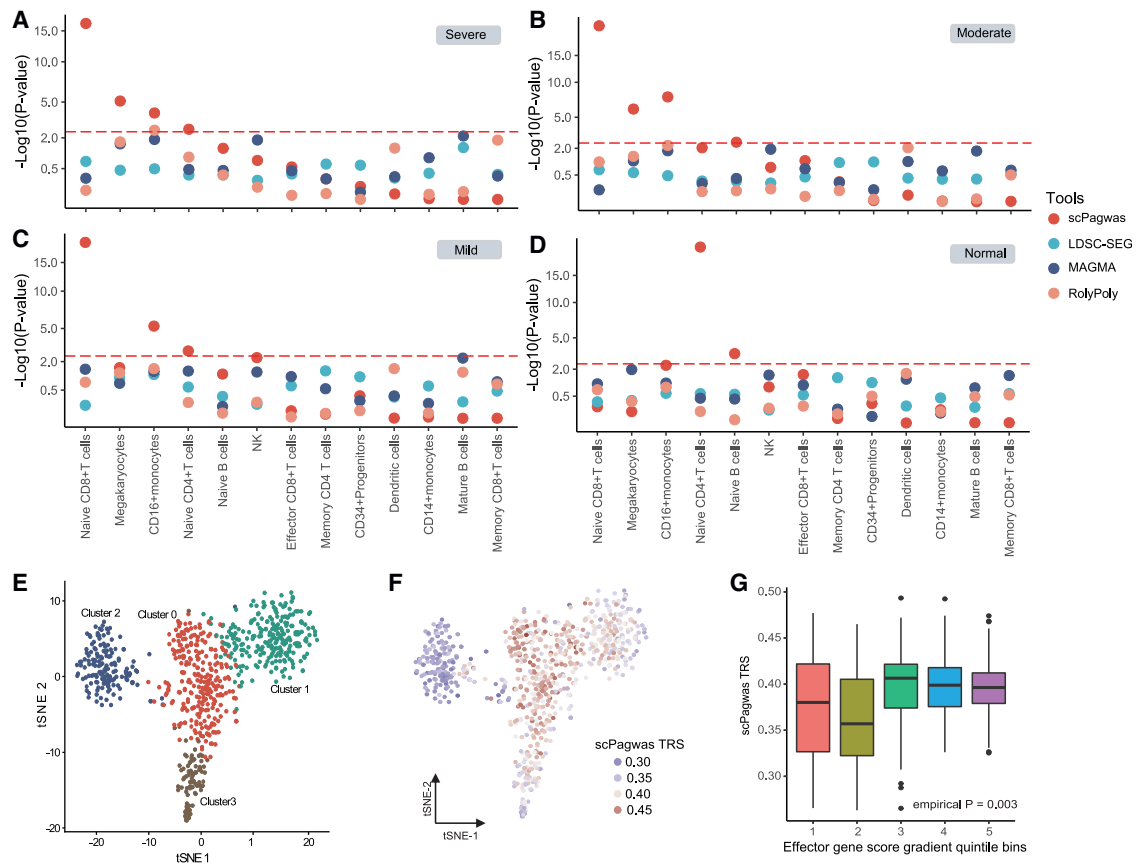 A
Severe
-Log10(P-value)
15.0
10.0
5.0
2.0
0.5
B
Moderate
-Log10(P-value)
15.0
10.0
5.0
2.0
0.5
C
Mild
-Log10(P-value)
15.0
10.0
5.0
2.0
0.5
Naive CD8+T cells
Megakaryocytes
CD16+monocytes
Naive CD4+T cells
Naive B cells
NK
Effector CD8+T cells
Memory CD4 T cells
CD34+Progenitors
Dendritic cells
CD14+monocytes
Mature B cells
Memory CD8+T cells
D
Normal
-Log10(P-value)
15.0
10.0
5.0
2.0
0.5
Naive CD8+T cells
Megakaryocytes
CD16+monocytes
Naive CD4+T cells
Naive B cells
NK
Effector CD8+T cells
Memory CD4 T cells
CD34+Progenitors
Dendritic cells
CD14+monocytes
Mature B cells
Memory CD8+T cells
Tools
scPagwas
LDSC-SEG
MAGMA
RolyPoly
E
Cluster 2
Cluster 0
Cluster 1
Cluster3
tSNE 2
10
0
-10
-20
-20
-10
0
10
20
tSNE 1
F
scPagwas TRS
0.30
0.35
0.40
0.45
tSNE-2
tSNE-1
G
scPagwas TRS
0.50
0.45
0.40
0.35
0.30
empirical P = 0.003
1 2 3 4 5
Effector gene score gradient quintile bins